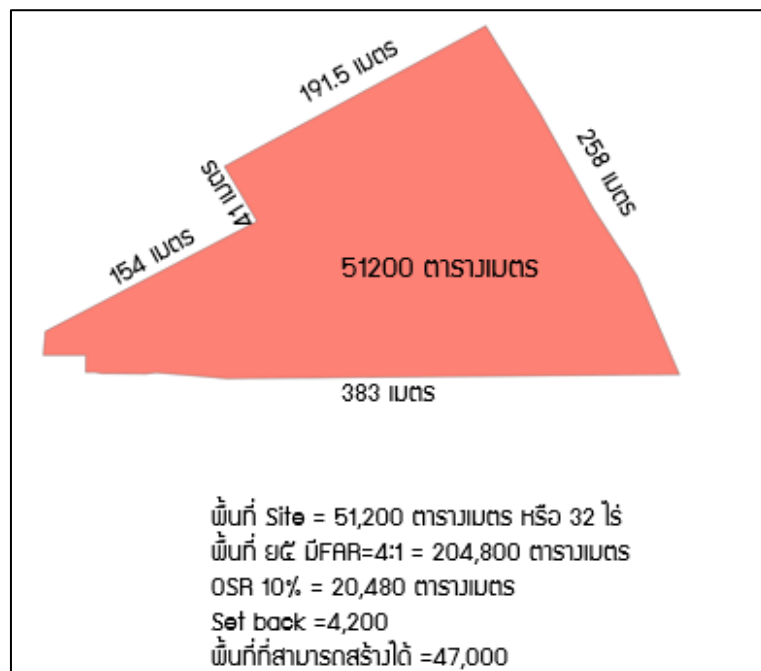 191.5 เมตร
258 เมตร
41 เมตร
154 เมตร
51200 ตารางเมตร
383 เมตร
พื้นที่ Site = 51,200 ตารางเมตร หรือ 32 ไร่
พื้นที่ ย๕ มีFAR=4:1 = 204,800 ตารางเมตร
OSR 10% = 20,480 ตารางเมตร
Set back =4,200
พื้นที่ที่สามารถสร้างได้ =47,000